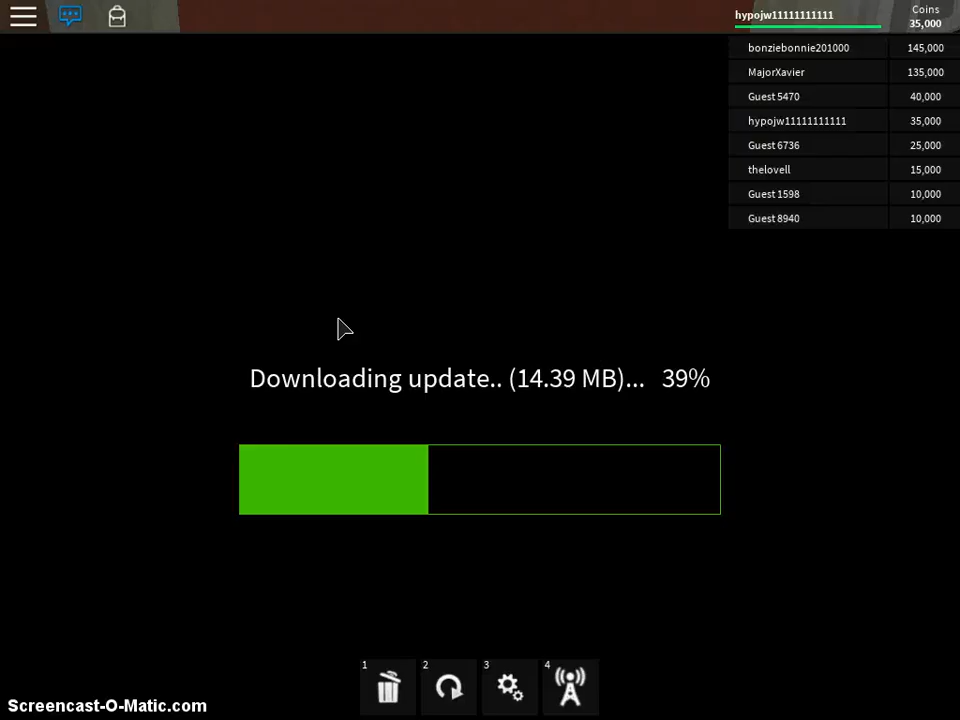 hypojw11111111111
Coins
35,000
bonziebonnie201000 145,000
MajorXavier 135,000
Guest 5470 40,000
hypojw11111111111 35,000
Guest 6736 25,000
thelovell 15,000
Guest 1598 10,000
Guest 8940 10,000
Downloading update.. (14.39 MB)... 39%
1 2 3 4
Screencast-O-Matic.com